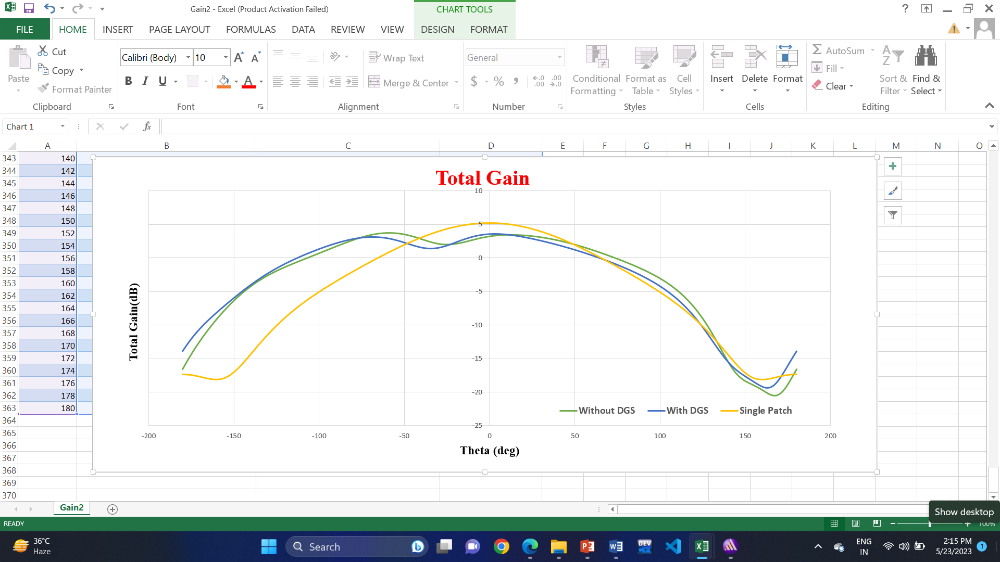 Gain2 - Excel (Product Activation Failed)
CHART TOOLS
?
FILE
HOME
INSERT
PAGE LAYOUT
FORMULAS
DATA
REVIEW
VIEW
DESIGN
FORMAT
Paste
Cut
Copy
Format Painter
Clipboard
Calibri (Body)
10
B I U
Font
Wrap Text
Merge & Center
Alignment
General
$ % ,
Number
Conditional Formatting
Format as Table
Cell Styles
Styles
Insert
Delete
Format
Cells
AutoSum
Fill
Clear
Sort & Filter
Find & Select
Editing
Chart 1
fx
A B C D E F G H I J K L M N O
343 140
344 142
345 144
346 146
347 148
348 150
349 152
350 154
351 156
352 158
353 160
354 162
355 164
356 166
357 168
358 170
359 172
360 174
361 176
362 178
363 180
364
365
366
367
368
369
370
Total Gain
Total Gain(dB)
10
5
0
-5
-10
-15
-20
-25
Without DGS With DGS Single Patch
-200 -150 -100 -50 0 50 100 150 200
Theta (deg)
Gain2
Show desktop
READY
100%
36°C
Haze
Search
DEV
ENG
IN
2:15 PM
5/23/2023
1